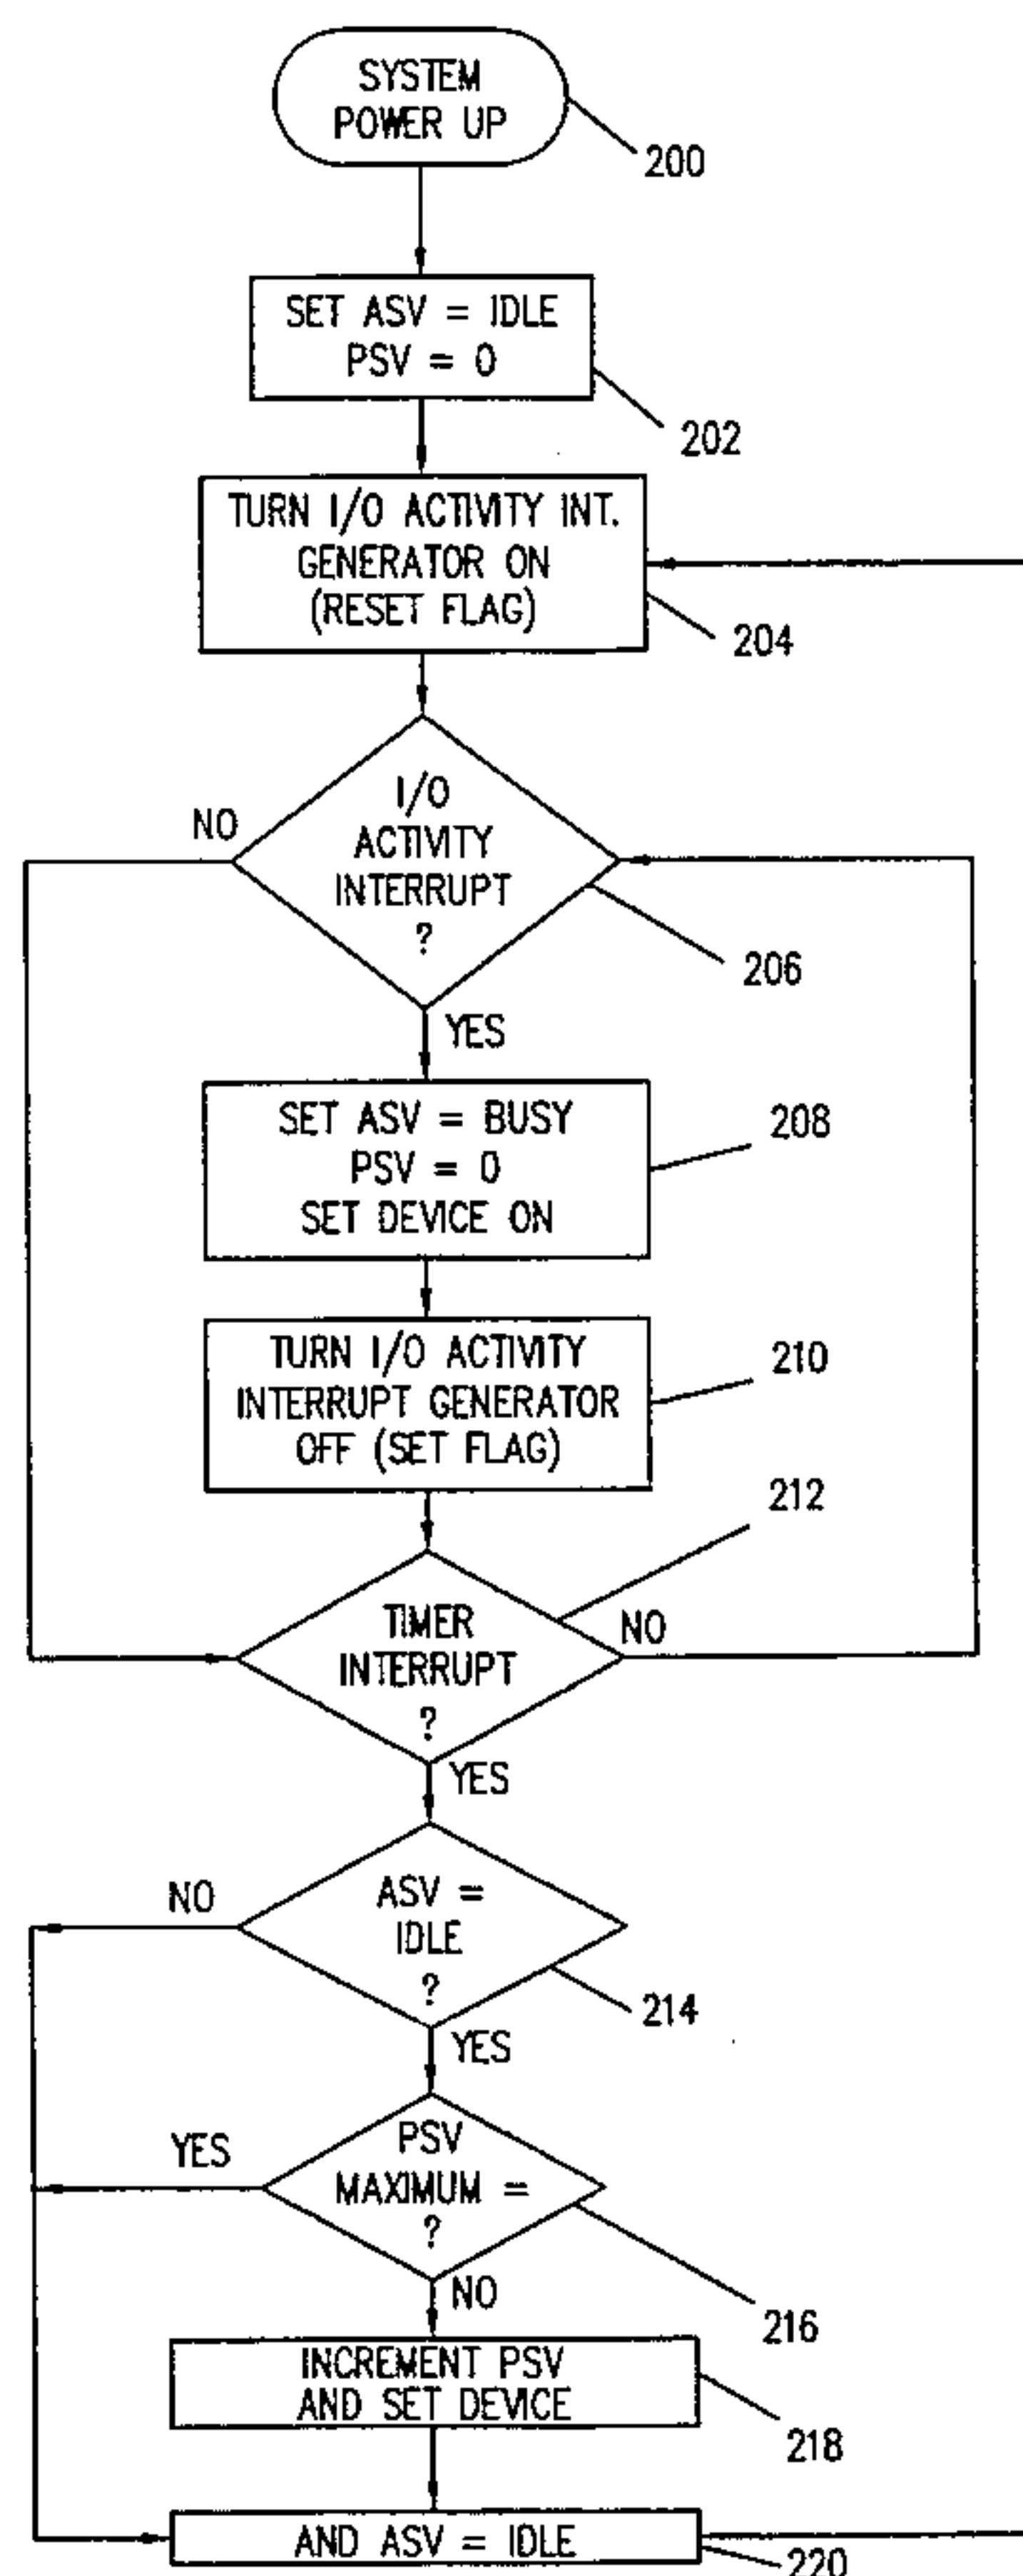 SYSTEM
POWER UP
200
SET ASV = IDLE
PSV = 0
202
TURN I/O ACTIVITY INT.
GENERATOR ON
(RESET FLAG)
204
I/O
ACTIVITY
INTERRUPT
?
NO
206
YES
SET ASV = BUSY
PSV = 0
SET DEVICE ON
208
TURN I/O ACTIVITY
INTERRUPT GENERATOR
OFF (SET FLAG)
210
212
TIMER
INTERRUPT
?
NO
YES
ASV =
IDLE
?
NO
214
YES
PSV
MAXIMUM =
?
YES
216
NO
INCREMENT PSV
AND SET DEVICE
218
AND ASV = IDLE
220